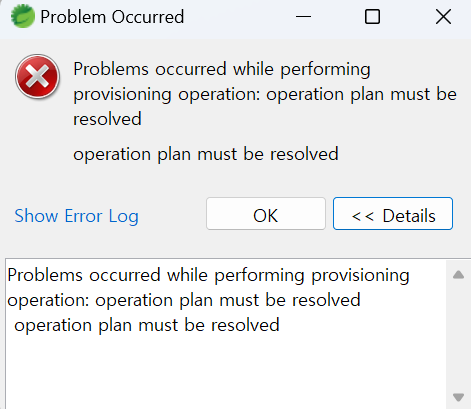 Problem Occurred
Problems occurred while performing
provisioning operation: operation plan must be
resolved
operation plan must be resolved
Show Error Log
OK
<< Details
Problems occurred while performing provisioning
operation: operation plan must be resolved
operation plan must be resolved